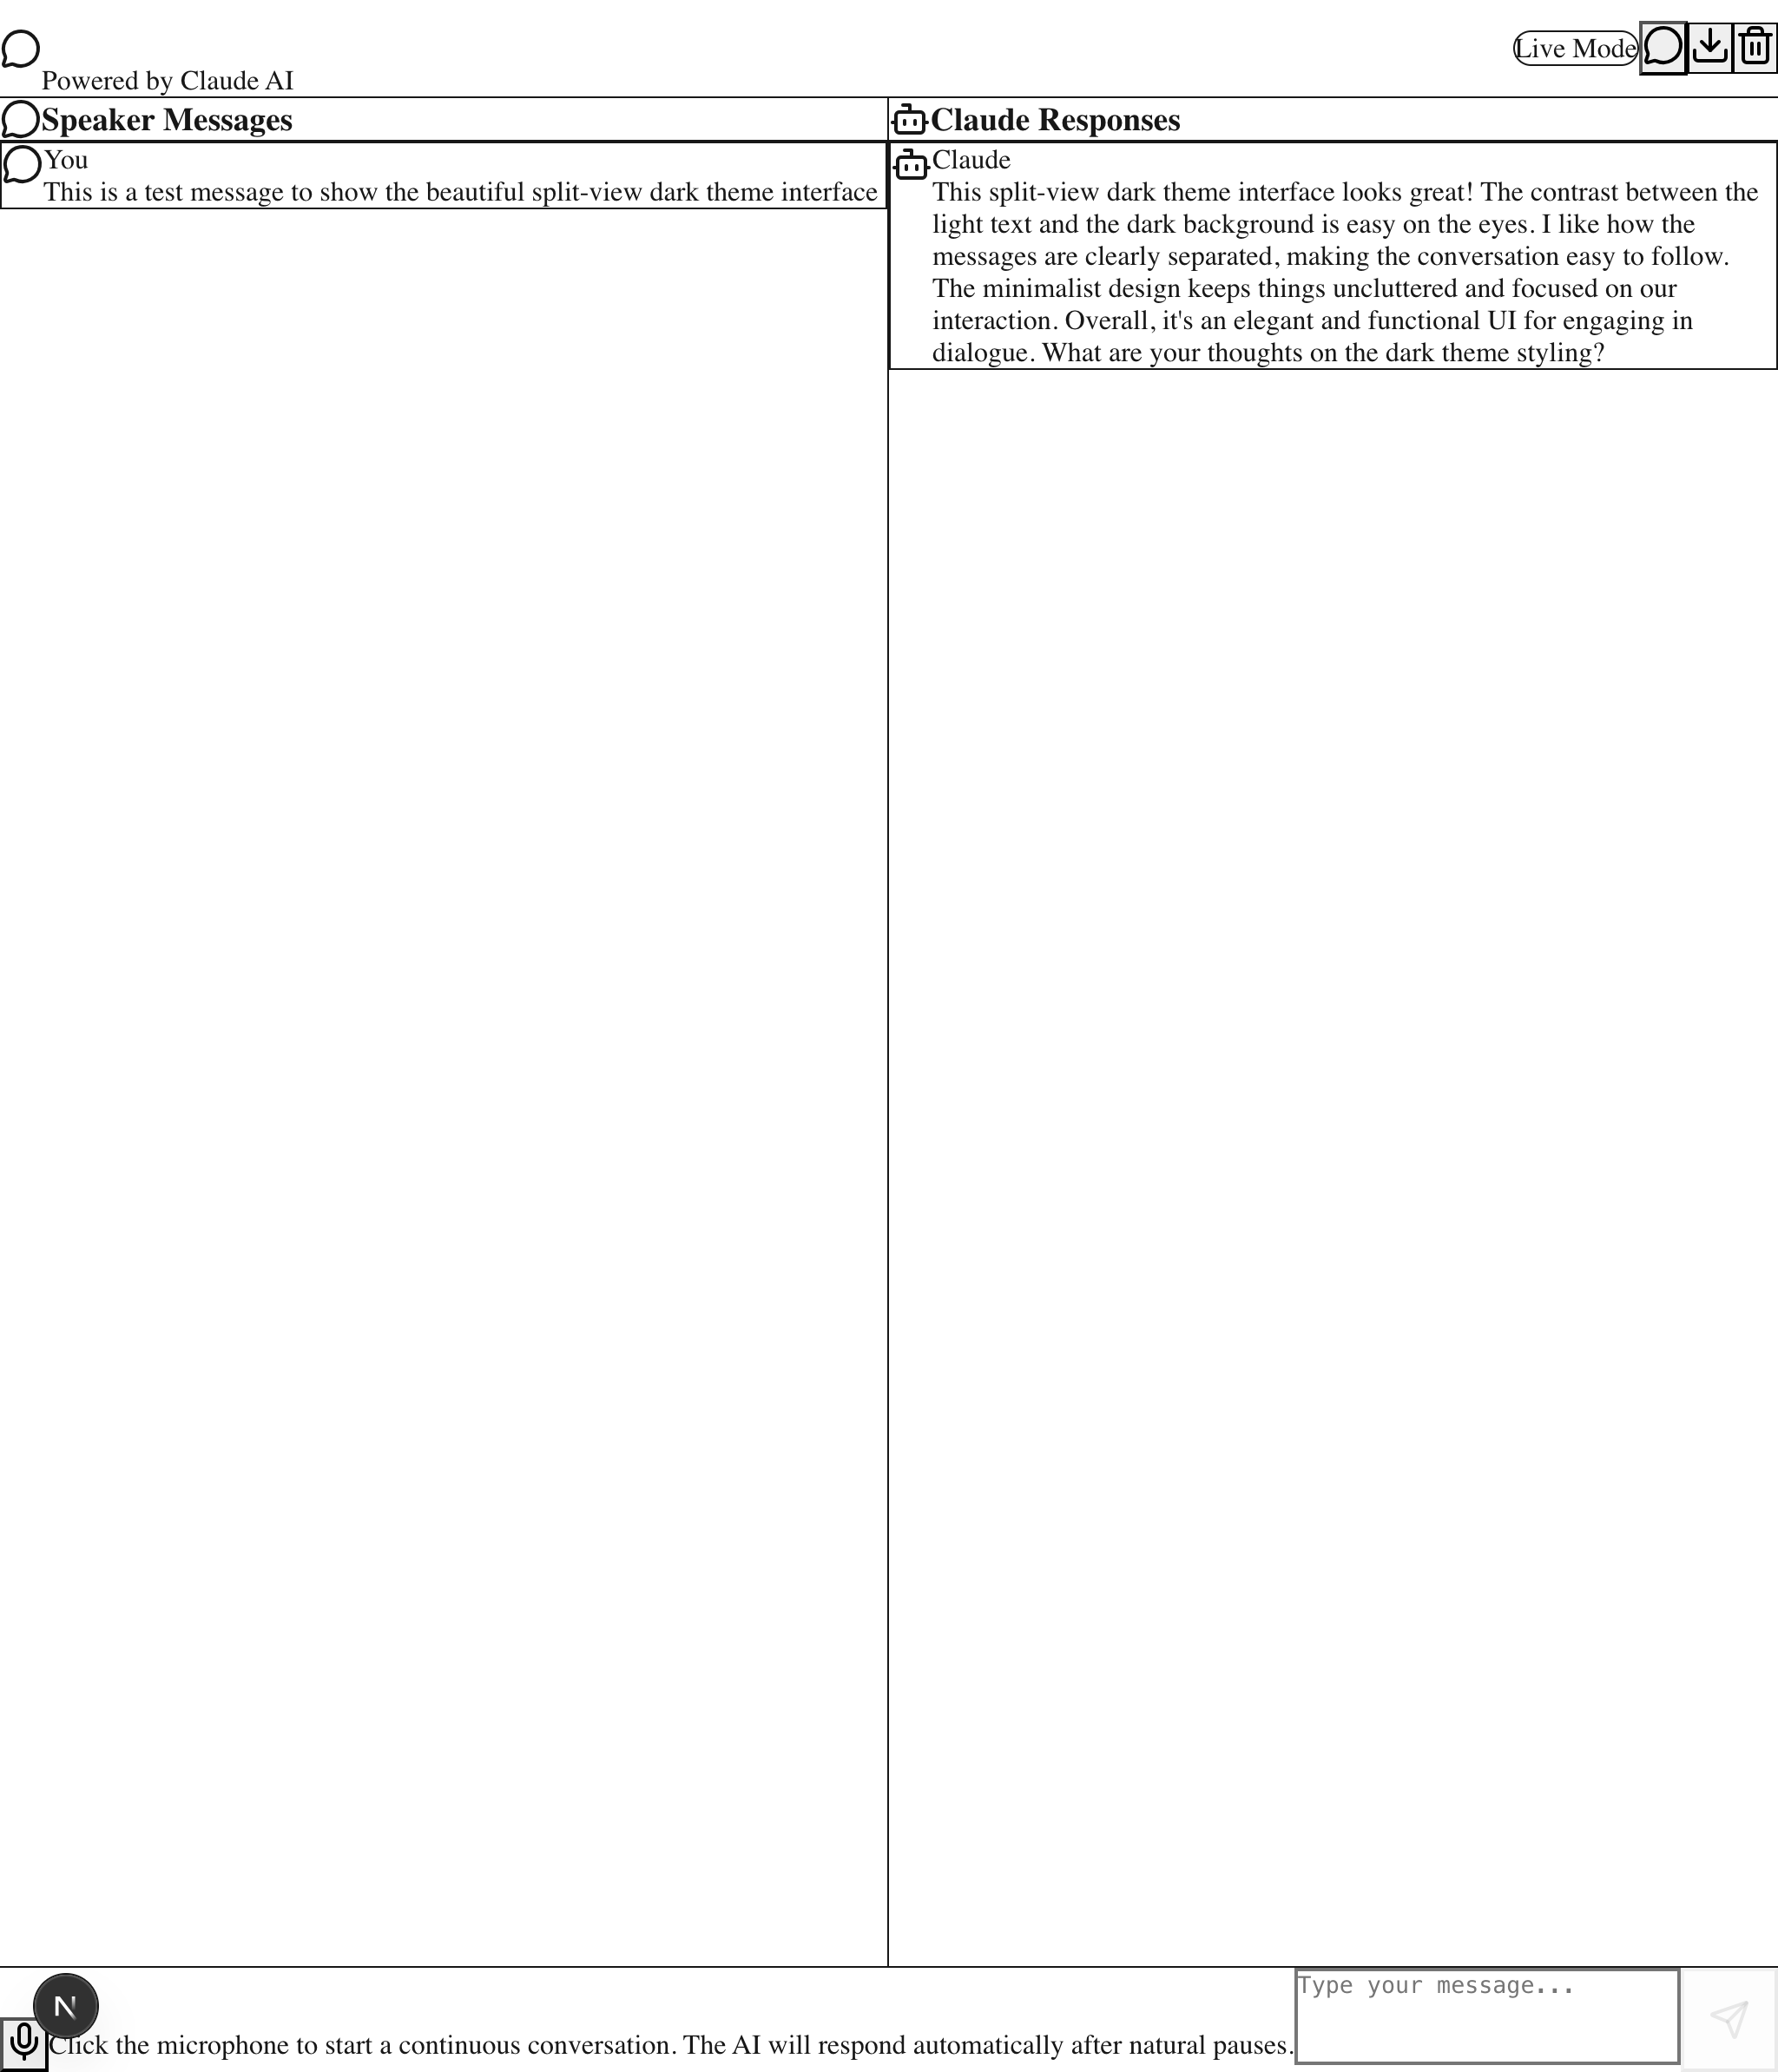 Powered by Claude AI
Live Mode
Speaker Messages
You
This is a test message to show the beautiful split-view dark theme interface
Claude Responses
Claude
This split-view dark theme interface looks great! The contrast between the
light text and the dark background is easy on the eyes. I like how the
messages are clearly separated, making the conversation easy to follow.
The minimalist design keeps things uncluttered and focused on our
interaction. Overall, it's an elegant and functional UI for engaging in
dialogue. What are your thoughts on the dark theme styling?
N
Click the microphone to start a continuous conversation. The AI will respond automatically after natural pauses.
Type your message...